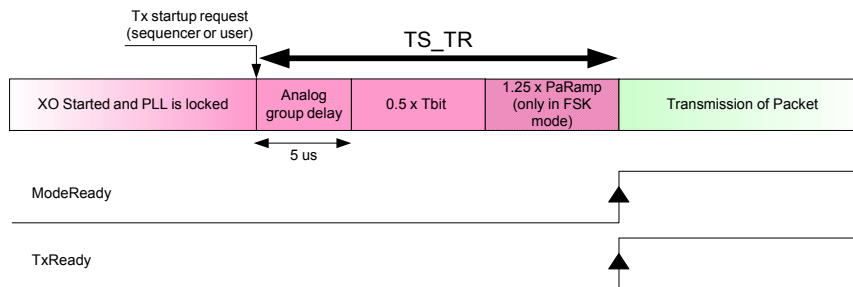 Tx startup request
(sequencer or user)
TS_TR
XO Started and PLL is locked
Analog
group delay
0.5 x Tbit
1.25 x PaRamp
(only in FSK
mode)
Transmission of Packet
5 us
ModeReady
TxReady